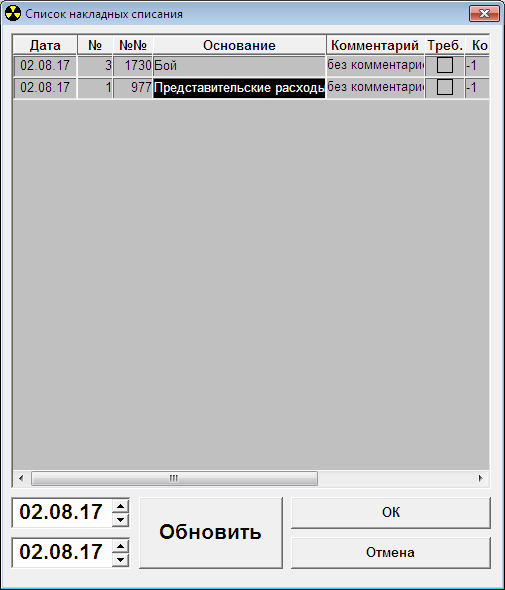 Список накладных списания
Дата № №№ Основание Комментарий Треб. Ко
02.08.17 3 1730 Бой без комментари -1
02.08.17 1 977 Представительские расходы без комментари -1
02.08.17
02.08.17
Обновить
ОК
Отмена